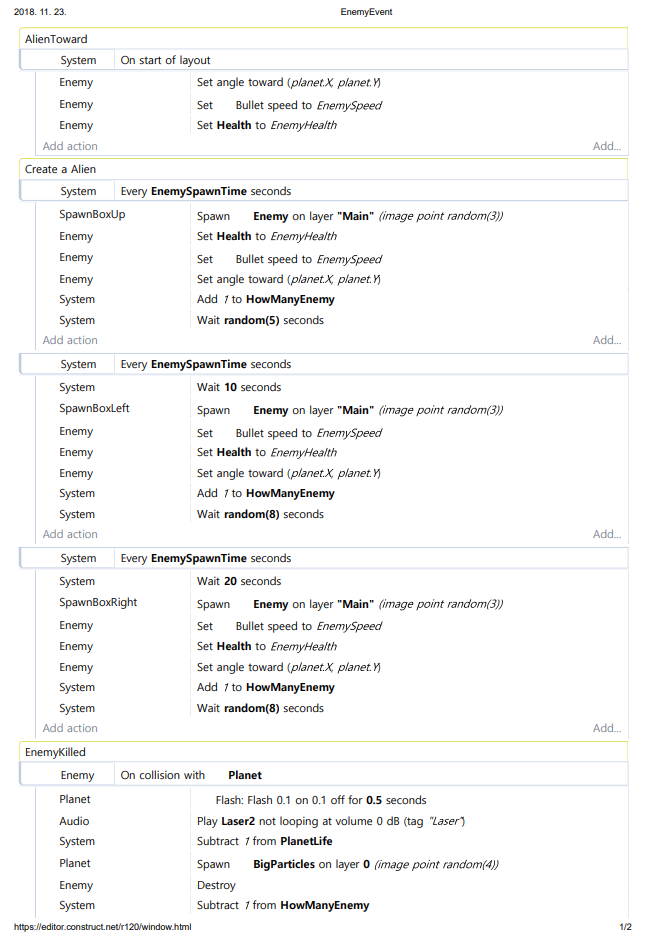 2018. 11. 23. EnemyEvent
AlienToward
System On start of layout
Enemy Set angle toward (planet.X, planet.Y)
Enemy Set Bullet speed to EnemySpeed
Enemy Set Health to EnemyHealth
Add action Add...
Create a Alien
System Every EnemySpawnTime seconds
SpawnBoxUp Spawn Enemy on layer "Main" (image point random(3))
Enemy Set Health to EnemyHealth
Enemy Set Bullet speed to EnemySpeed
Enemy Set angle toward (planet.X, planet.Y)
System Add 1 to HowManyEnemy
System Wait random(5) seconds
Add action Add...
System Every EnemySpawnTime seconds
System Wait 10 seconds
SpawnBoxLeft Spawn Enemy on layer "Main" (image point random(3))
Enemy Set Bullet speed to EnemySpeed
Enemy Set Health to EnemyHealth
Enemy Set angle toward (planet.X, planet.Y)
System Add 1 to HowManyEnemy
System Wait random(8) seconds
Add action Add...
System Every EnemySpawnTime seconds
System Wait 20 seconds
SpawnBoxRight Spawn Enemy on layer "Main" (image point random(3))
Enemy Set Bullet speed to EnemySpeed
Enemy Set Health to EnemyHealth
Enemy Set angle toward (planet.X, planet.Y)
System Add 1 to HowManyEnemy
System Wait random(8) seconds
Add action Add...
EnemyKilled
Enemy On collision with Planet
Planet Flash: Flash 0.1 on 0.1 off for 0.5 seconds
Audio Play Laser2 not looping at volume 0 dB (tag "Laser")
System Subtract 1 from PlanetLife
Planet Spawn BigParticles on layer 0 (image point random(4))
Enemy Destroy
System Subtract 1 from HowManyEnemy
https://editor.construct.net/r120/window.html 1/2